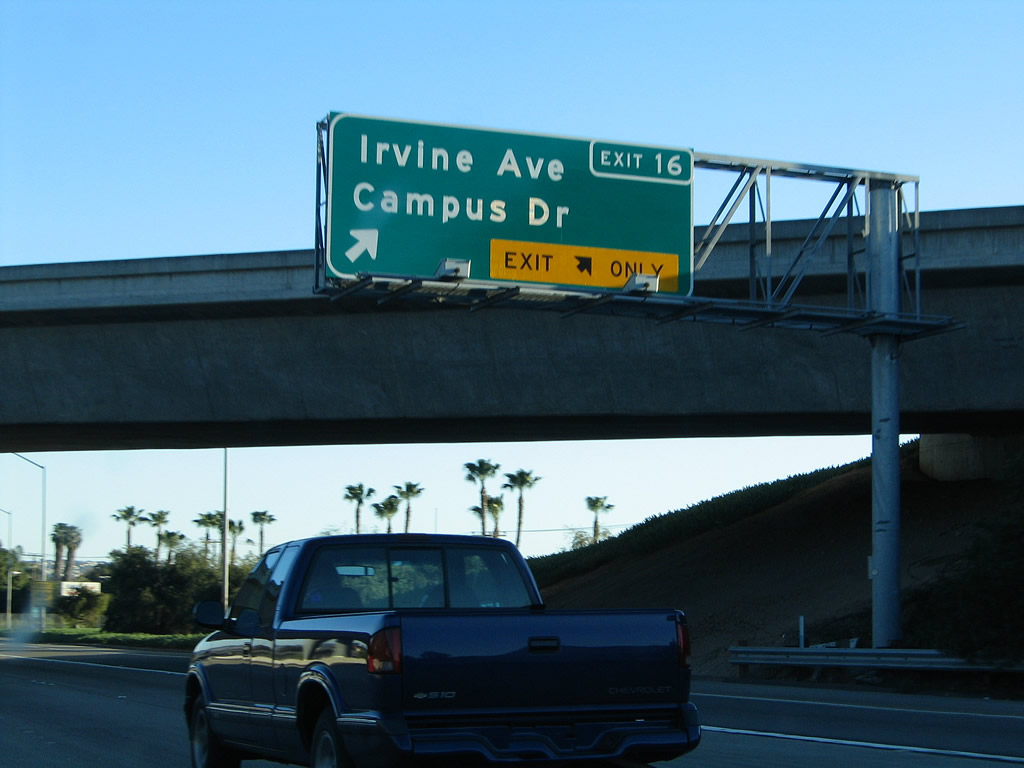 Irvine Ave
EXIT 16
Campus Dr
EXIT ONLY
S10
CHEVROLET